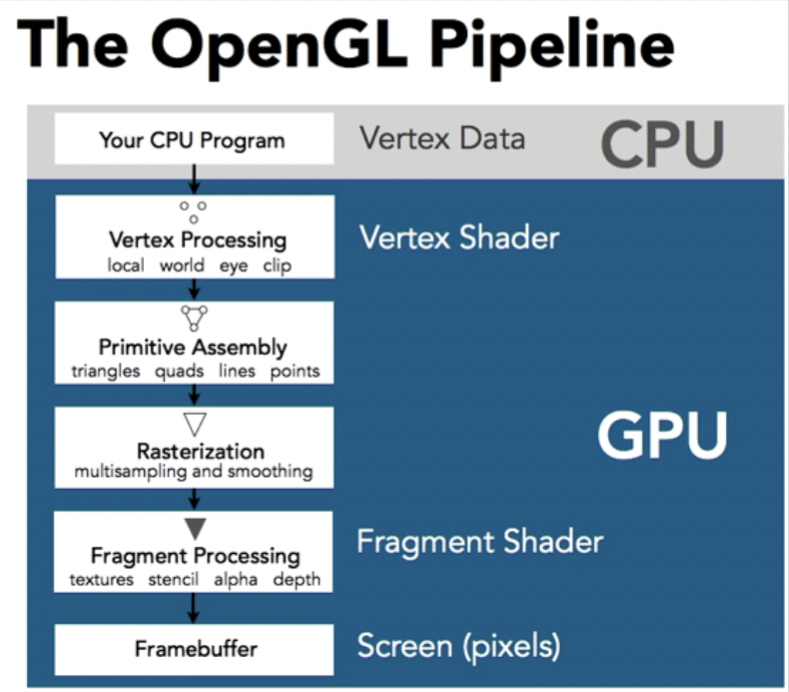 The OpenGL Pipeline
Your CPU Program
Vertex Data
CPU
Vertex Processing
local world eye clip
Vertex Shader
Primitive Assembly
triangles quads lines points
Rasterization
multisampling and smoothing
GPU
Fragment Processing
textures stencil alpha depth
Fragment Shader
Framebuffer
Screen (pixels)